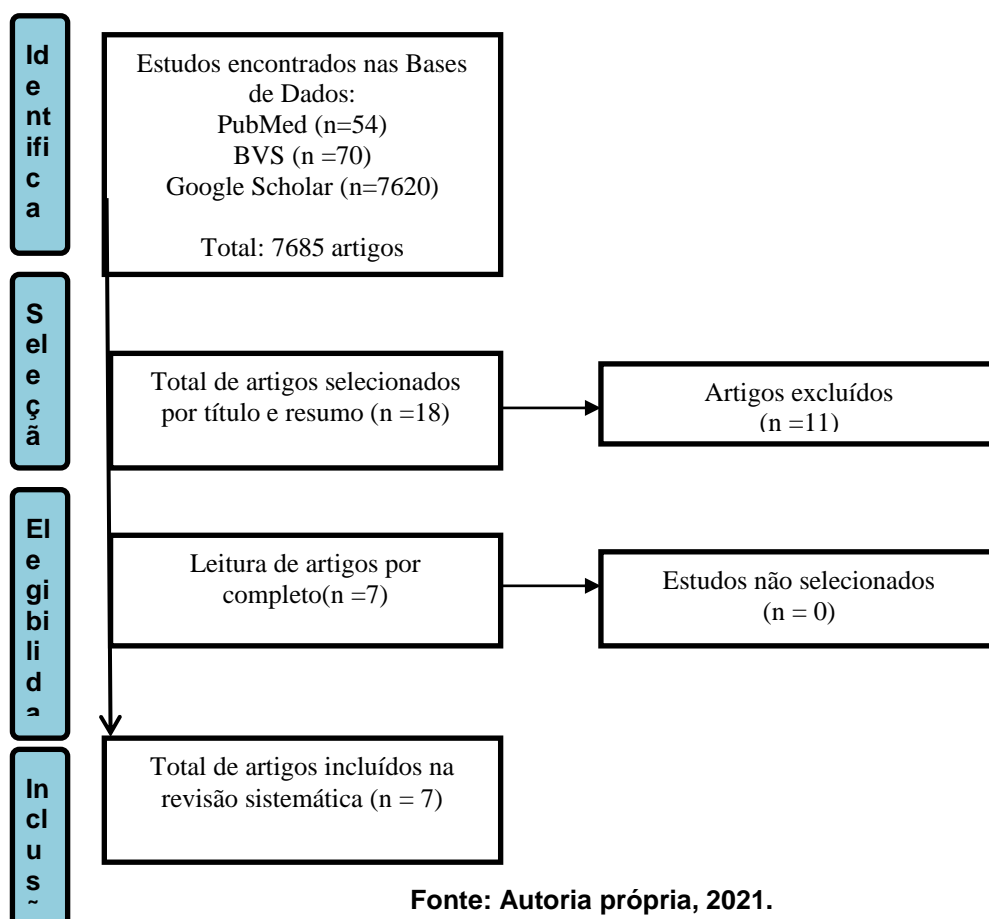 Id
e
nt
ifi
c
a
Estudos encontrados nas Bases
de Dados:
PubMed (n=54)
BVS (n =70)
Google Scholar (n=7620)
Total: 7685 artigos
S
el
e
ç
ã
Total de artigos selecionados
por título e resumo (n =18)
Artigos excluídos
(n =11)
El
e
gi
bi
li
d
a
Leitura de artigos por
completo(n =7)
Estudos não selecionados
(n = 0)
In
cl
u
s
Total de artigos incluídos na
revisão sistemática (n = 7)
Fonte: Autoria própria, 2021.